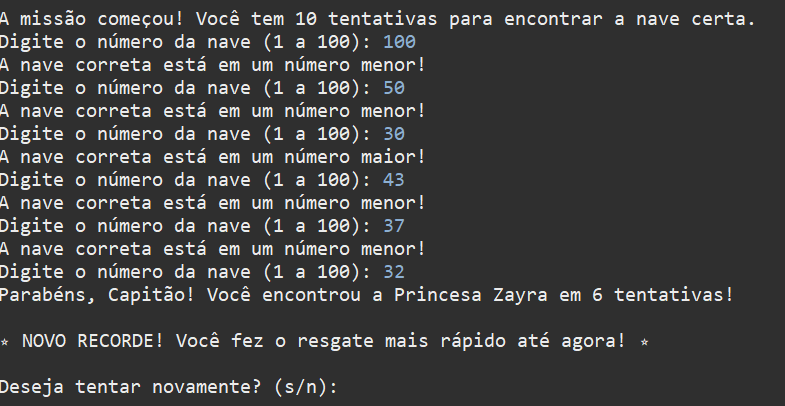 A missão começou! Você tem 10 tentativas para encontrar a nave certa.
Digite o número da nave (1 a 100): 100
A nave correta está em um número menor!
Digite o número da nave (1 a 100): 50
A nave correta está em um número menor!
Digite o número da nave (1 a 100): 30
A nave correta está em um número maior!
Digite o número da nave (1 a 100): 43
A nave correta está em um número menor!
Digite o número da nave (1 a 100): 37
A nave correta está em um número menor!
Digite o número da nave (1 a 100): 32
Parabéns, Capitão! Você encontrou a Princesa Zayra em 6 tentativas!
⭐ NOVO RECORDE! Você fez o resgate mais rápido até agora! ⭐
Deseja tentar novamente? (s/n):